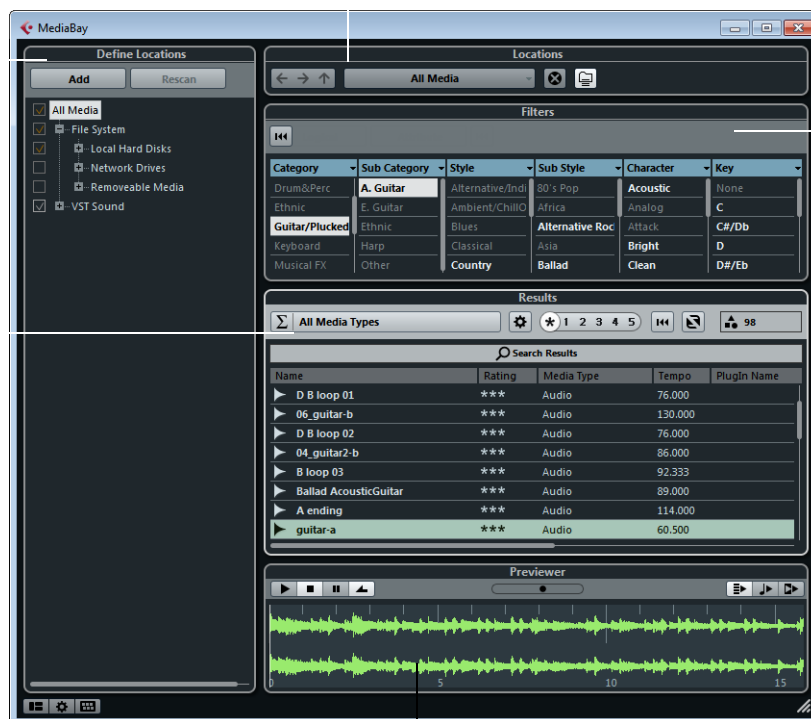 MediaBay
Define Locations
Add Rescan
All Media
File System
Local Hard Disks
Network Drives
Removeable Media
VST Sound
Locations
All Media
Filters
Category Sub Category Style Sub Style Character Key
Drum&Perc A. Guitar Alternative/Indi 80's Pop Acoustic None
Ethnic E. Guitar Ambient/ChillO Africa Analog C
Guitar/Plucked Ethnic Blues Alternative Roc Attack C#/Db
Keyboard Harp Classical Asia Bright D
Musical FX Other Country Ballad Clean D#/Eb
Results
All Media Types 1 2 3 4 5 98
Search Results
Name Rating Media Type Tempo PlugIn Name
D B loop 01 *** Audio 76.000
06_guitar-b *** Audio 130.000
D B loop 02 *** Audio 76.000
04_guitar2-b *** Audio 86.000
B loop 03 *** Audio 92.333
Ballad AcousticGuitar *** Audio 89.000
A ending *** Audio 114.000
guitar-a *** Audio 60.500
Previewer
0 5 10 15